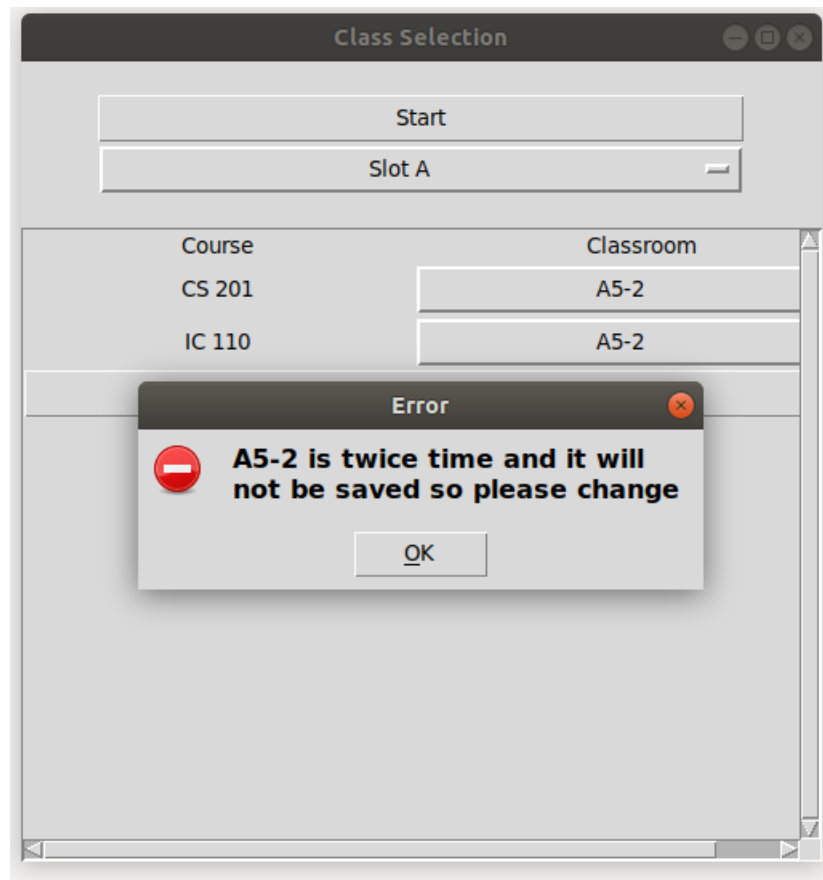 Class Selection
Start
Slot A
Course Classroom
CS 201 A5-2
IC 110 A5-2
Error
A5-2 is twice time and it will
not be saved so please change
OK